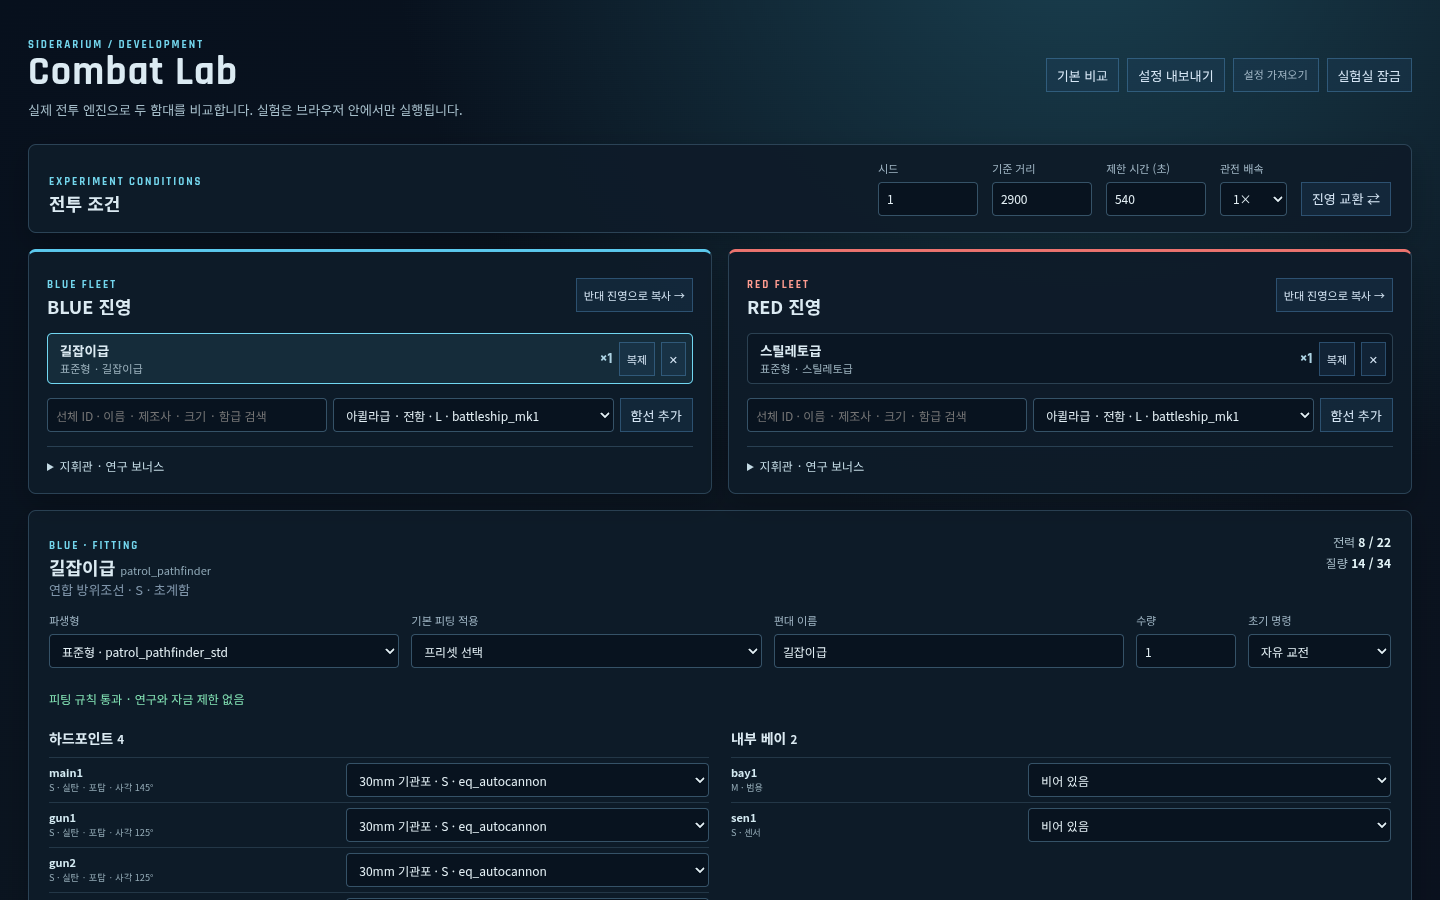 SIDERARIUM / DEVELOPMENT
Combat Lab
실제 전투 엔진으로 두 함대를 비교합니다. 실험은 브라우저 안에서만 실행됩니다.
기본 비교
설정 내보내기
설정 가져오기
실험실 잠금
EXPERIMENT CONDITIONS
전투 조건
시드
기준 거리
제한 시간 (초)
관전 배속
1
2900
540
1×
진영 교환 ⇄
BLUE FLEET
BLUE 진영
반대 진영으로 복사 →
길잡이급
표준형 · 길잡이급
×1
복제
×
선체 ID · 이름 · 제조사 · 크기 · 함급 검색
아퀼라급 · 전함 · L · battleship_mk1
함선 추가
▶ 지휘관 · 연구 보너스
RED FLEET
RED 진영
반대 진영으로 복사 →
스틸레토급
표준형 · 스틸레토급
×1
복제
×
선체 ID · 이름 · 제조사 · 크기 · 함급 검색
아퀼라급 · 전함 · L · battleship_mk1
함선 추가
▶ 지휘관 · 연구 보너스
BLUE · FITTING
길잡이급 patrol_pathfinder
연합 방위조선 · S · 초계함
전력 8 / 22
질량 14 / 34
파생형
기본 피팅 적용
편대 이름
수량
초기 명령
표준형 · patrol_pathfinder_std
프리셋 선택
길잡이급
1
자유 교전
피팅 규칙 통과 · 연구와 자금 제한 없음
하드포인트 4
main1
S · 실탄 · 포탑 · 사각 145°
30mm 기관포 · S · eq_autocannon
gun1
S · 실탄 · 포탑 · 사각 125°
30mm 기관포 · S · eq_autocannon
gun2
S · 실탄 · 포탑 · 사각 125°
30mm 기관포 · S · eq_autocannon
내부 베이 2
bay1
M · 범용
비어 있음
sen1
S · 센서
비어 있음